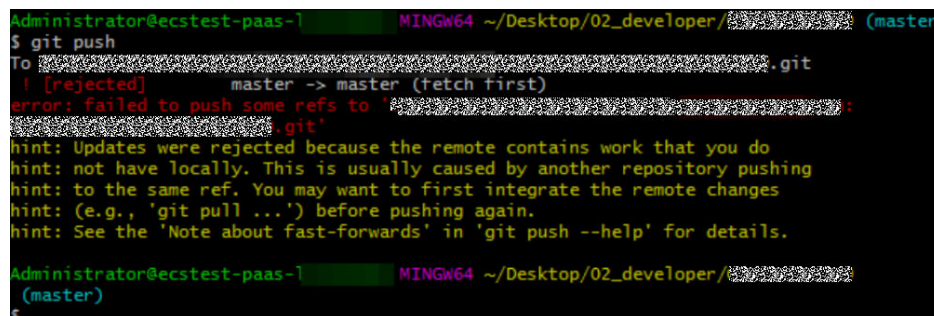 Administrator@ecstest-paas-l MINGW64 ~/Desktop/02_developer/ (master
$ git push
To .git
! [rejected] master -> master (fetch first)
error: failed to push some refs to ' :
.git'
hint: Updates were rejected because the remote contains work that you do
hint: not have locally. This is usually caused by another repository pushing
hint: to the same ref. You may want to first integrate the remote changes
hint: (e.g., 'git pull ...') before pushing again.
hint: See the 'Note about fast-forwards' in 'git push --help' for details.
Administrator@ecstest-paas-l MINGW64 ~/Desktop/02_developer/
(master)
$